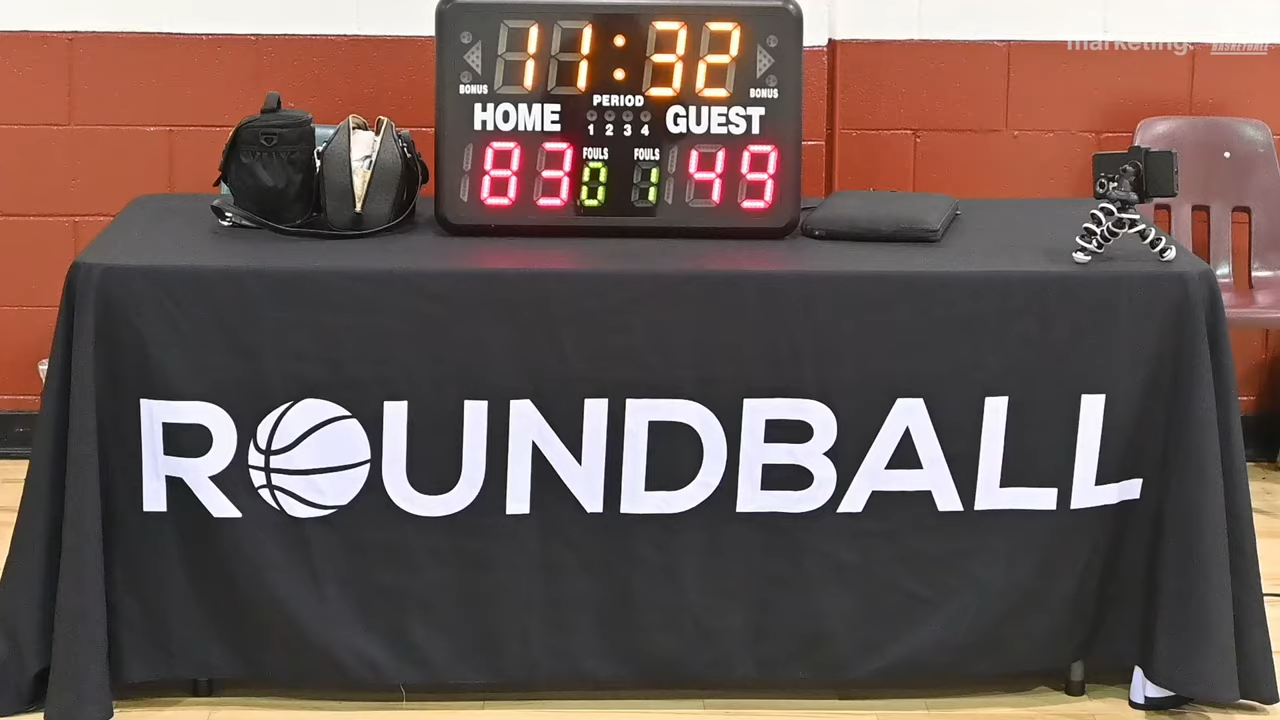 marketing.
BASKETBALL
11:32
BONUS
BONUS
PERIOD
HOME
GUEST
1 2 3 4
FOULS
FOULS
83
0
1
49
ROUNDBALL